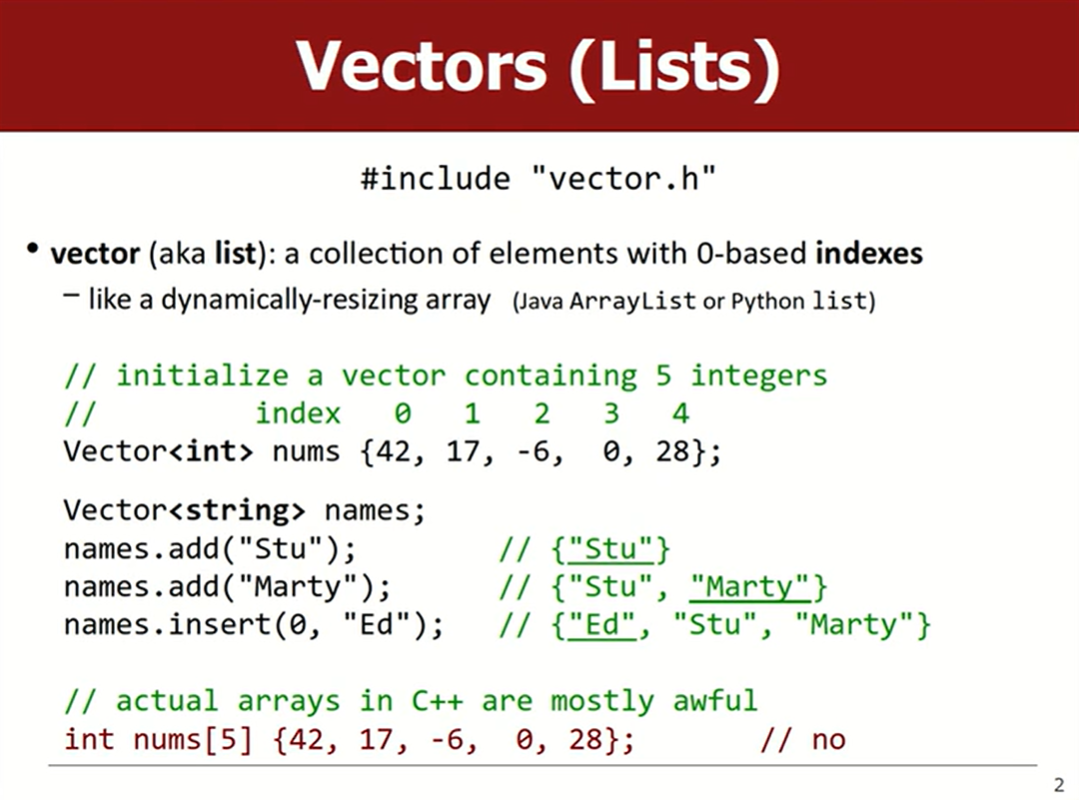 Vectors (Lists)
#include "vector.h"
• vector (aka list): a collection of elements with 0-based indexes
– like a dynamically-resizing array (Java ArrayList or Python list)
// initialize a vector containing 5 integers
// index 0 1 2 3 4
Vector<int> nums {42, 17, -6, 0, 28};
Vector<string> names;
names.add("Stu"); // {"Stu"}
names.add("Marty"); // {"Stu", "Marty"}
names.insert(0, "Ed"); // {"Ed", "Stu", "Marty"}
// actual arrays in C++ are mostly awful
int nums[5] {42, 17, -6, 0, 28}; // no
2